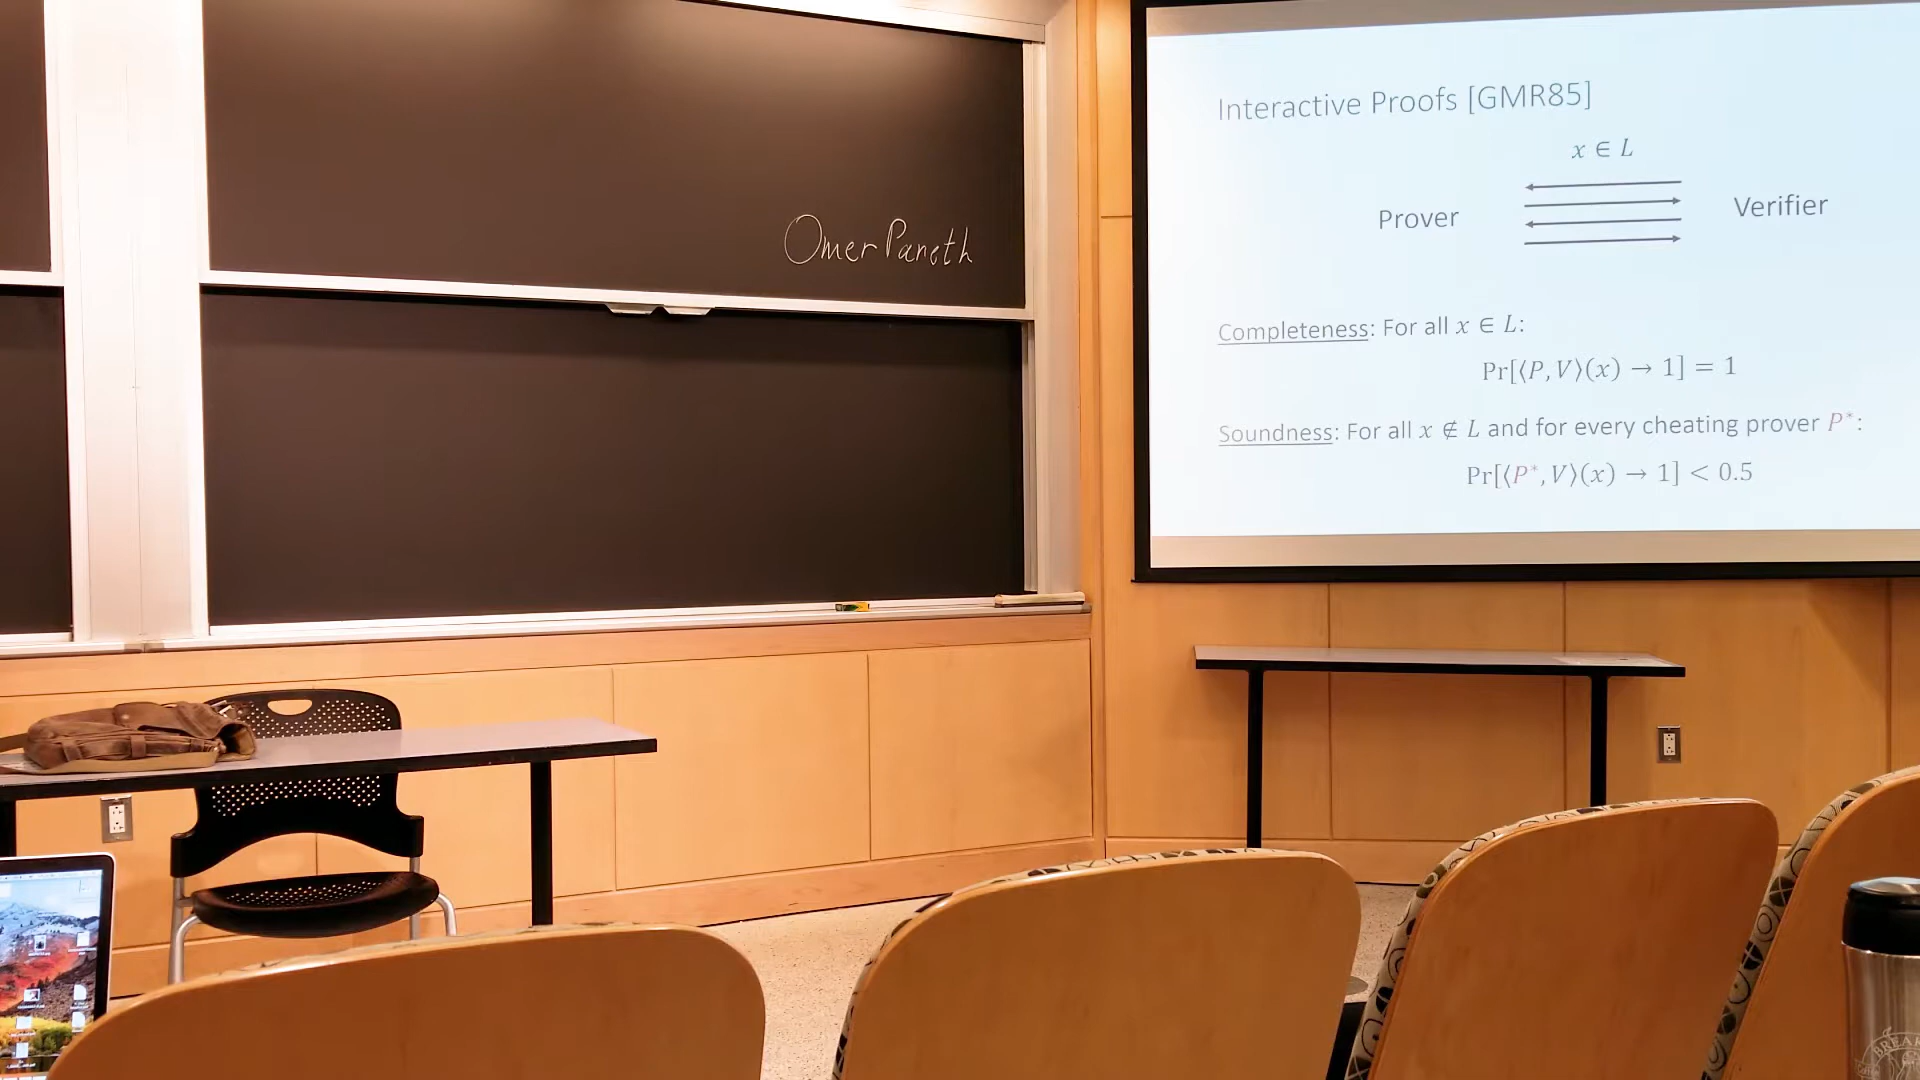 Omer Paneth
Interactive Proofs [GMR85]
x ∈ L
Prover
Verifier
Completeness: For all x ∈ L:
Pr[⟨P, V⟩(x) → 1] = 1
Soundness: For all x ∉ L and for every cheating prover P*:
Pr[⟨P*, V⟩(x) → 1] < 0.5